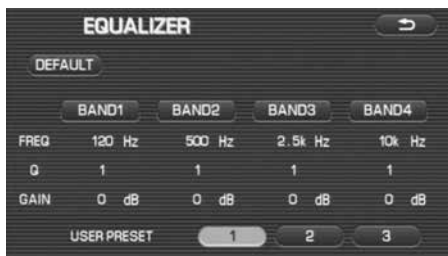 EQUALIZER
DEFAULT
BAND1 BAND2 BAND3 BAND4
FREQ 120 Hz 500 Hz 2.5k Hz 10k Hz
Q 1 1 1 1
GAIN 0 dB 0 dB 0 dB 0 dB
USER PRESET 1 2 3